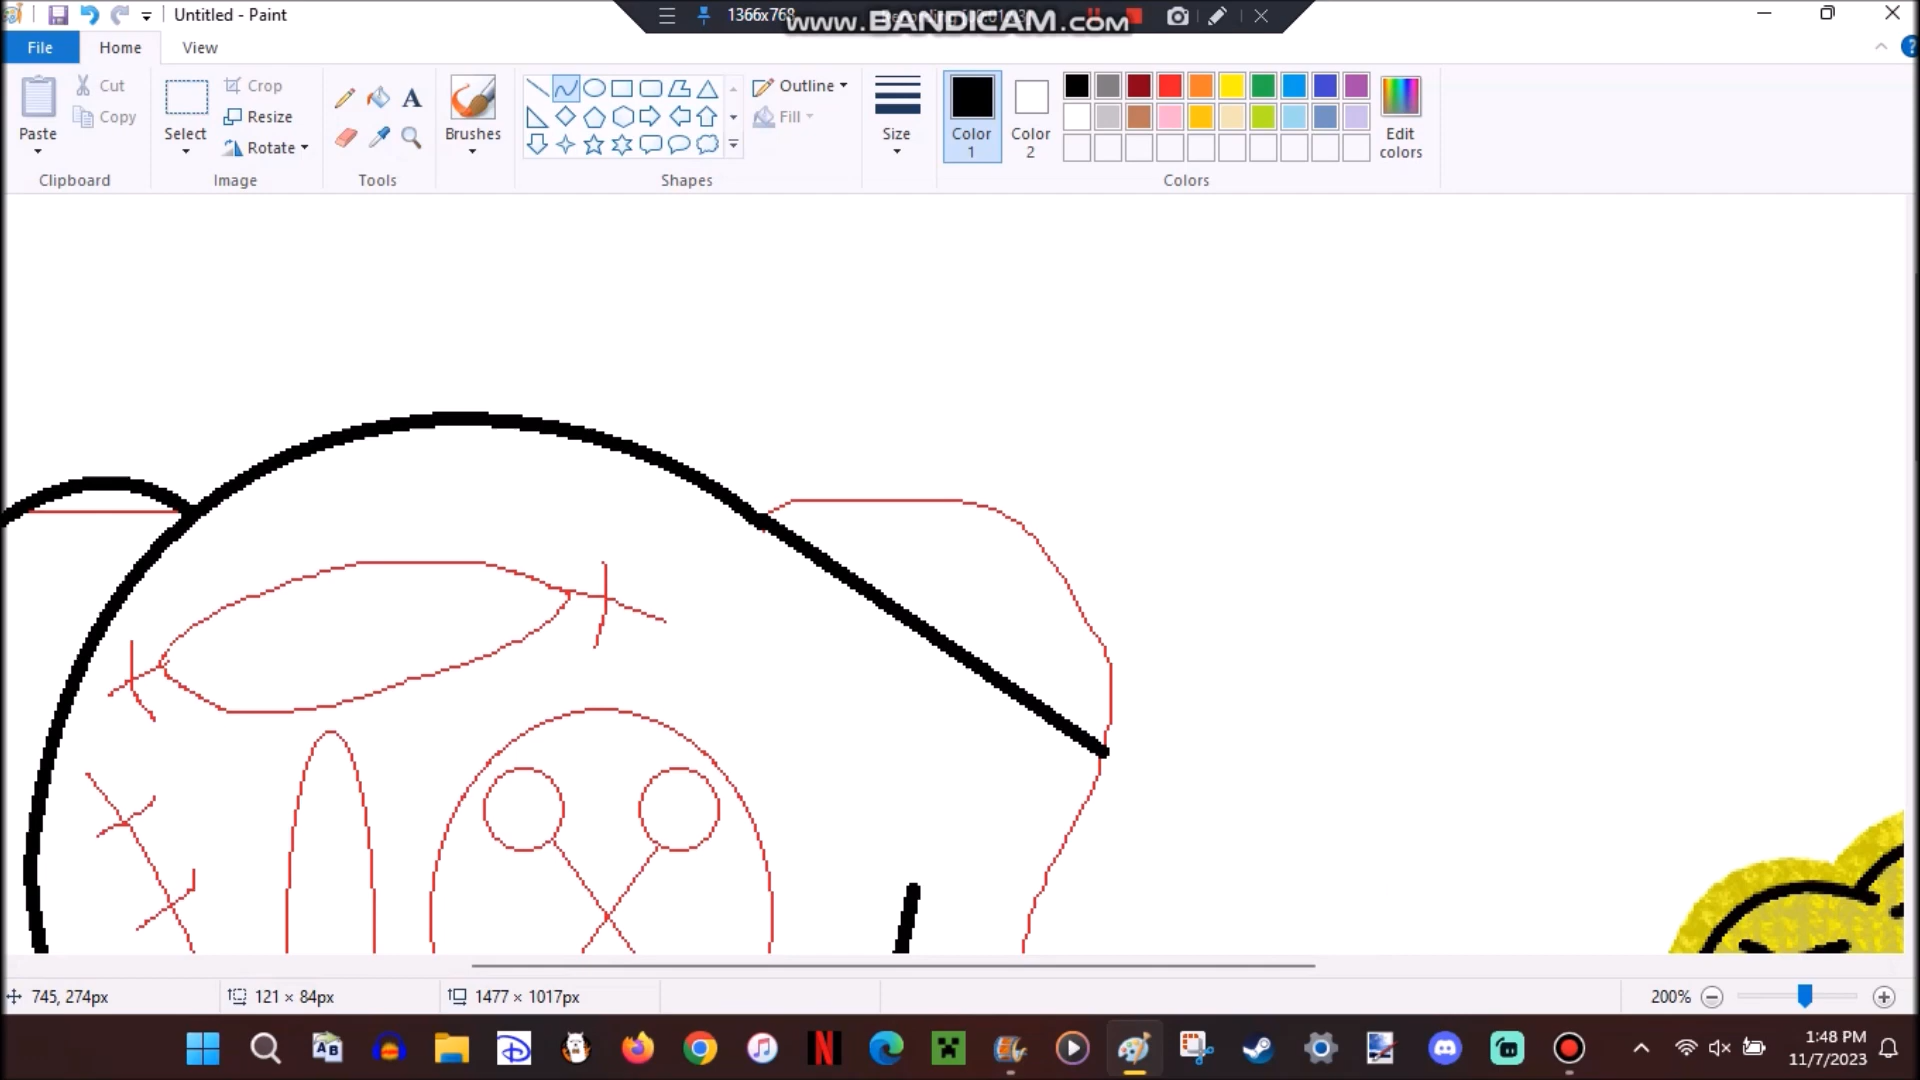 Untitled - Paint
1366x768
www.BANDICAM.com
File
Home
View
Paste
Cut
Copy
Clipboard
Select
Crop
Resize
Rotate
Image
A
Tools
Brushes
Outline
Fill
Shapes
Size
Color
1
Color
2
Edit
colors
Colors
745, 274px
121 × 84px
1477 × 1017px
200%
1:48 PM
11/7/2023